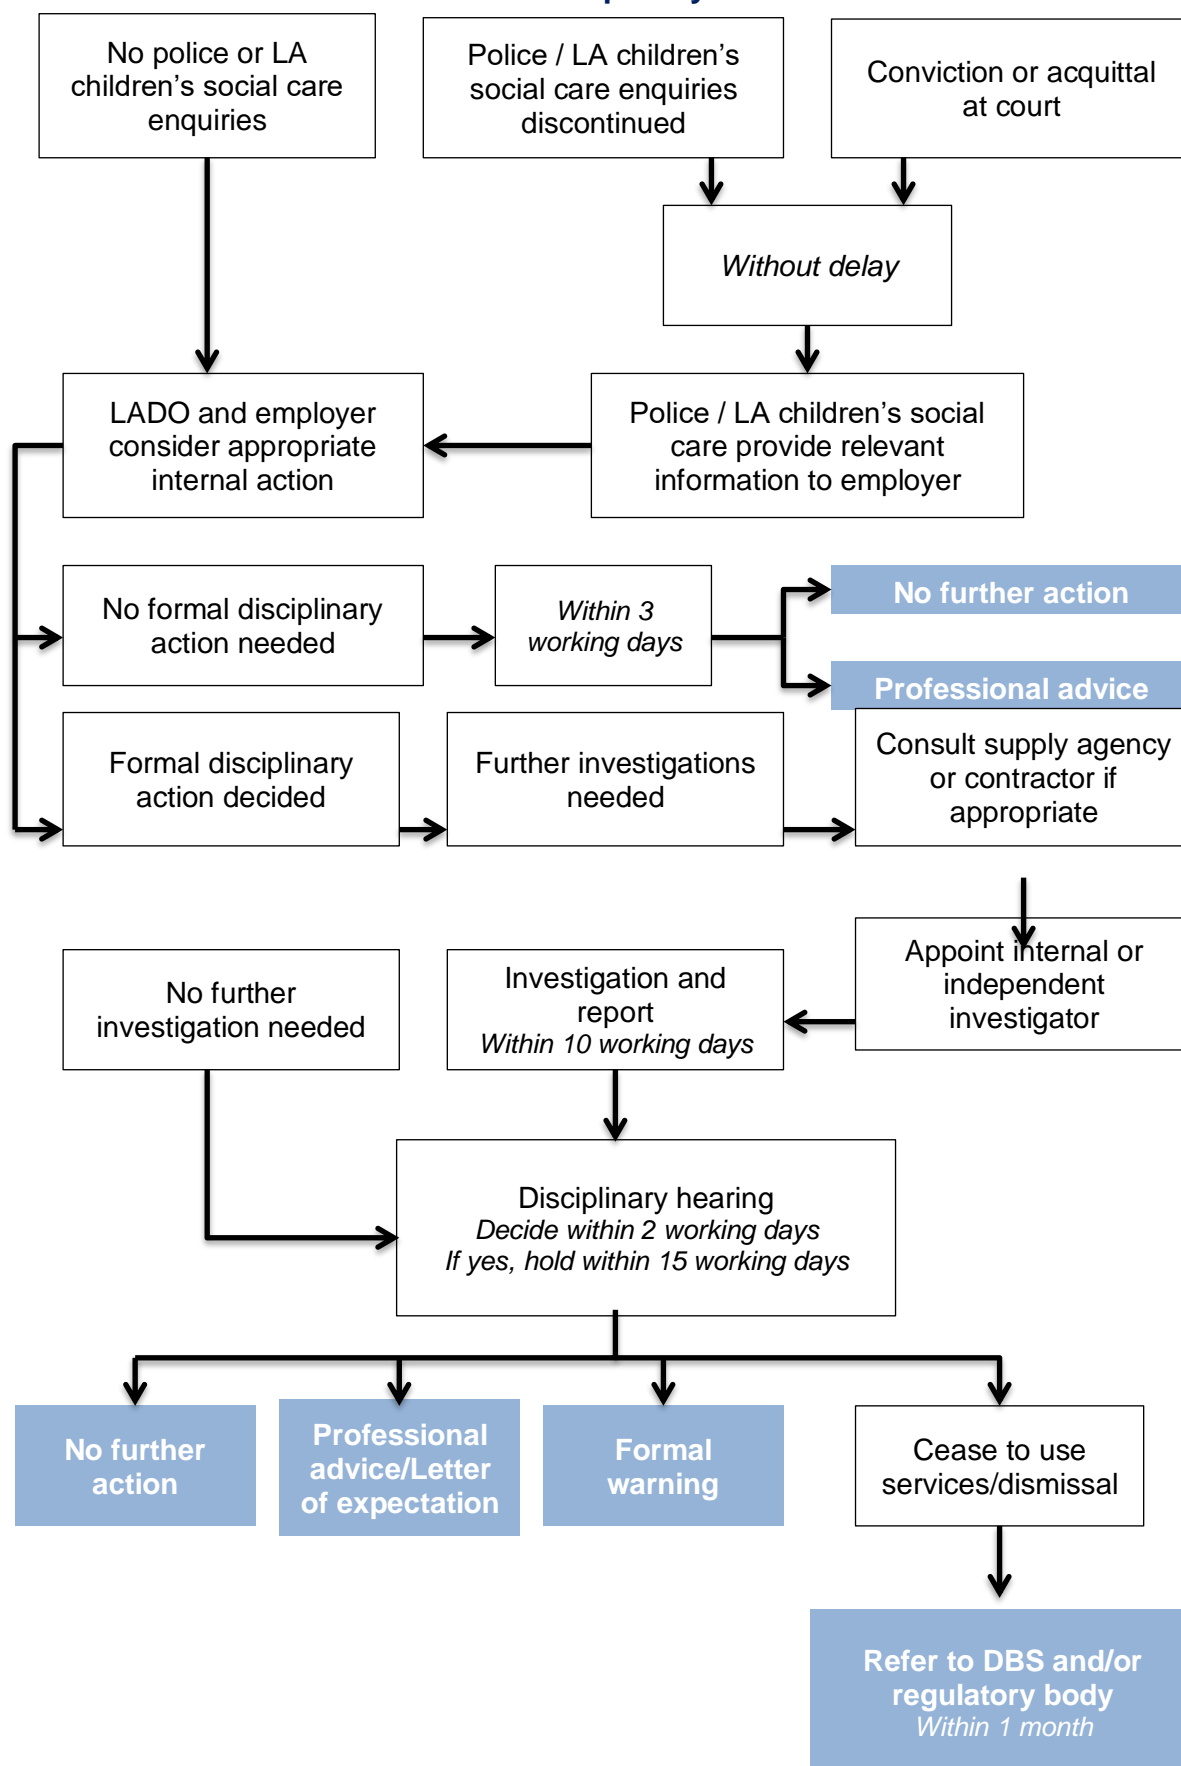 No police or LA
children’s social care
enquiries
Police / LA children’s
social care enquiries
discontinued
Conviction or acquittal
at court
Without delay
LADO and employer
consider appropriate
internal action
Police / LA children’s social
care provide relevant
information to employer
No formal disciplinary
action needed
Within 3
working days
No further action
Professional advice
Formal disciplinary
action decided
Further investigations
needed
Consult supply agency
or contractor if
appropriate
No further
investigation needed
Investigation and
report
Within 10 working days
Appoint internal or
independent
investigator
Disciplinary hearing
Decide within 2 working days
If yes, hold within 15 working days
No further
action
Professional
advice/Letter
of expectation
Formal
warning
Cease to use
services/dismissal
Refer to DBS and/or
regulatory body
Within 1 month